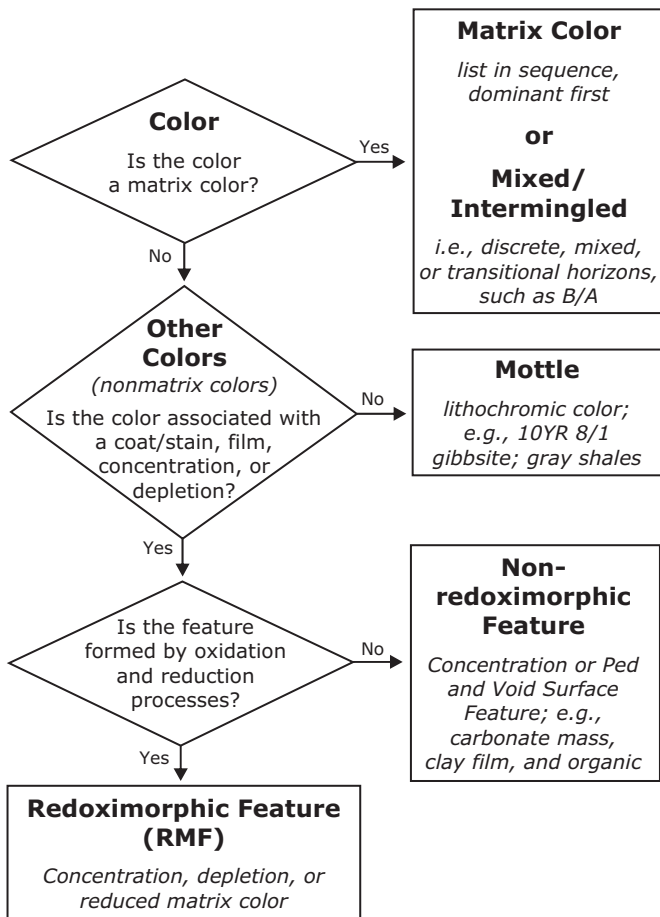 Color
Is the color
a matrix color?
Yes
Matrix Color
list in sequence,
dominant first
or
Mixed/
Intermingled
i.e., discrete, mixed,
or transitional horizons,
such as B/A
No
Other
Colors
(nonmatrix colors)
Is the color associated with
a coat/stain, film,
concentration, or
depletion?
No
Mottle
lithochromic color;
e.g., 10YR 8/1
gibbsite; gray shales
Yes
Is the feature
formed by oxidation
and reduction
processes?
No
Non-
redoximorphic
Feature
Concentration or Ped
and Void Surface
Feature; e.g.,
carbonate mass,
clay film, and organic
Yes
Redoximorphic Feature
(RMF)
Concentration, depletion, or
reduced matrix color